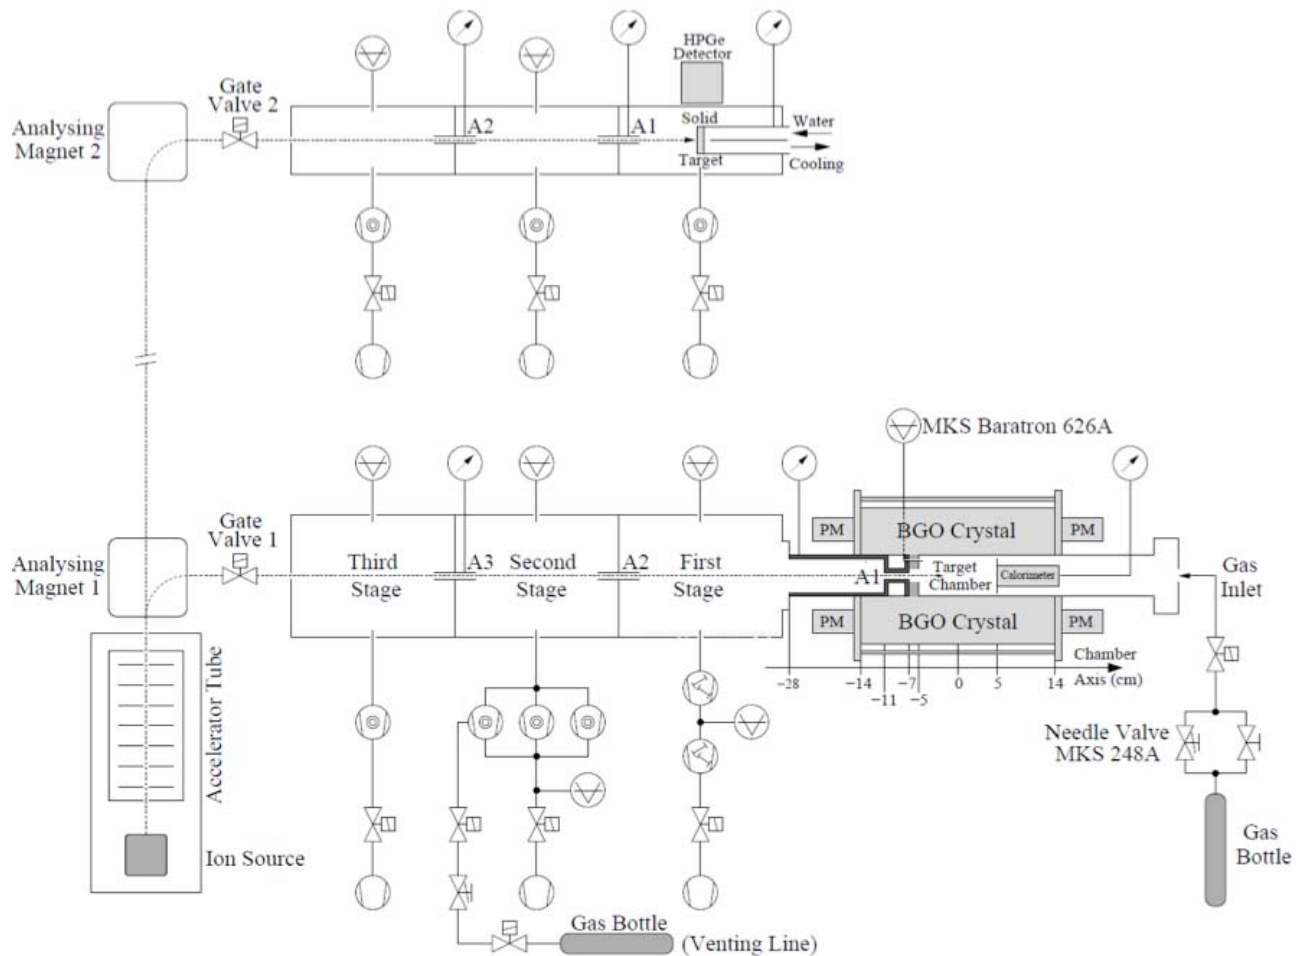 HPGe
Detector
Gate
Valve 2
Analysing
Magnet 2
A2
A1
Solid
Target
Water
Cooling
MKS Baratron 626A
Gate
Valve 1
Analysing
Magnet 1
Third
Stage
A3
Second
Stage
A2
First
Stage
PM
BGO Crystal
PM
A1
Target
Chamber
Calorimeter
Gas
Inlet
PM
BGO Crystal
PM
Chamber
Axis (cm)
−28
−14
−11
−7
−5
0
5
14
Accelerator Tube
Ion Source
Needle Valve
MKS 248A
Gas
Bottle
Gas Bottle
(Venting Line)